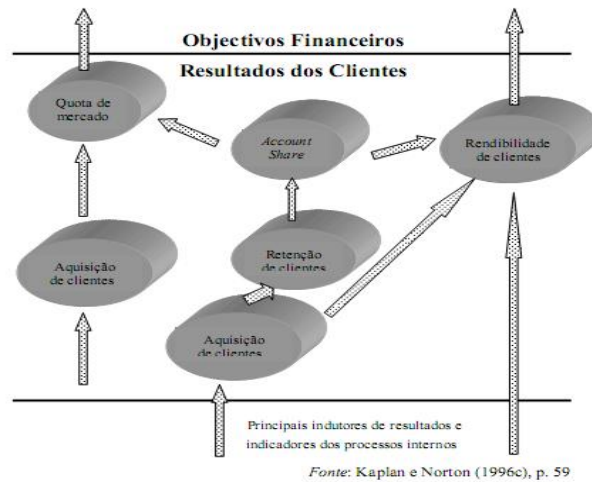 Objectivos Financeiros
Resultados dos Clientes
Quota de
mercado
Account
Share
Rendibilidade
de clientes
Aquisição
de clientes
Retenção
de clientes
Aquisição
de clientes
Principais indutores de resultados e
indicadores dos processos internos
Fonte: Kaplan e Norton (1996c), p. 59